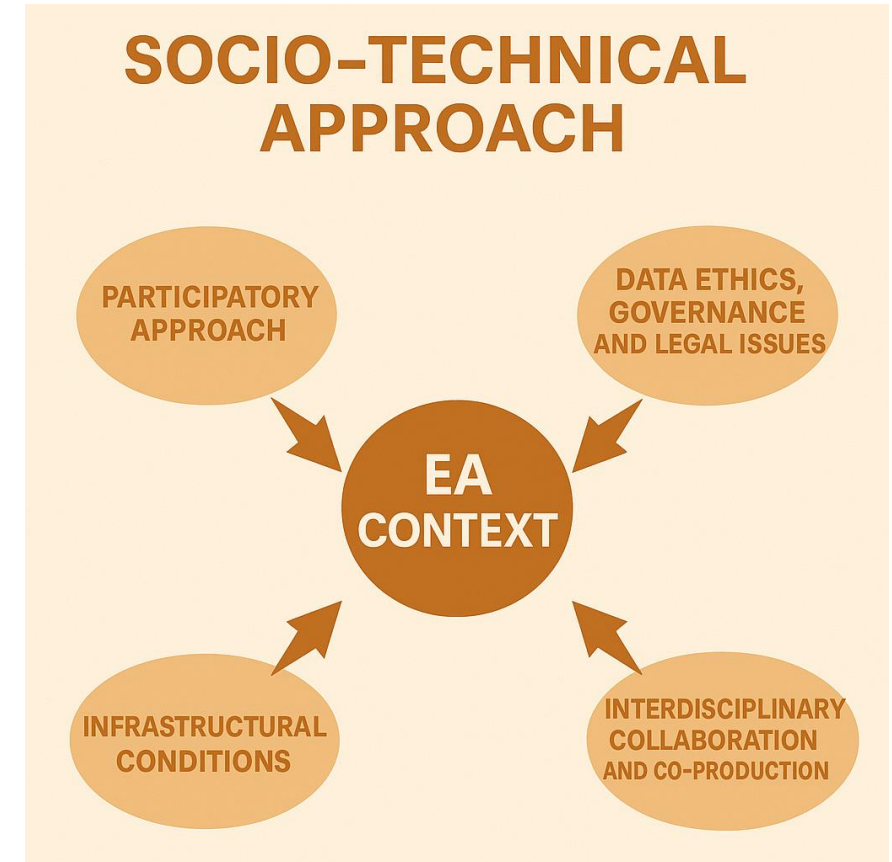 SOCIO-TECHNICAL
APPROACH
PARTICIPATORY
APPROACH
DATA ETHICS,
GOVERNANCE
AND LEGAL ISSUES
EA
CONTEXT
INFRASTRUCTURAL
CONDITIONS
INTERDISCIPLINARY
COLLABORATION
AND CO-PRODUCTION